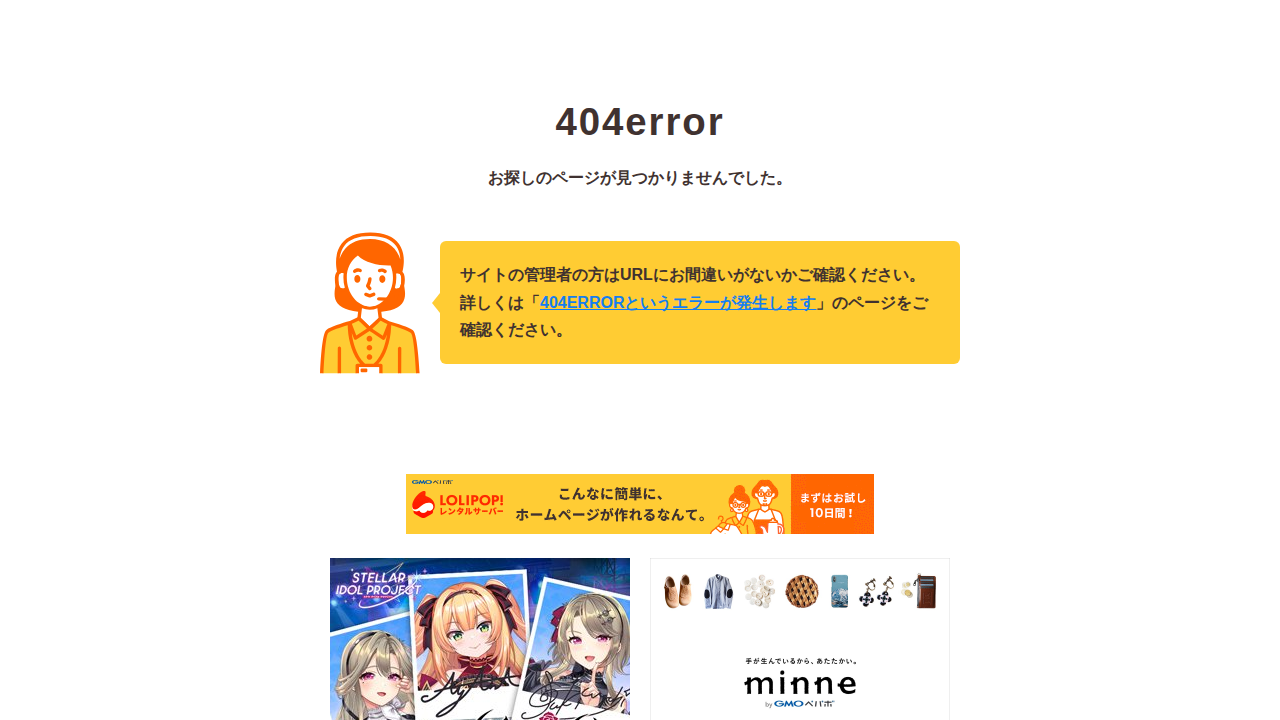 404error
お探しのページが見つかりませんでした。
サイトの管理者の方はURLにお間違いがないかご確認ください。
詳しくは「404ERRORというエラーが発生します」のページをご
確認ください。
GMOペパボ
LOLIPOP!
レンタルサーバー
こんなに簡単に、
ホームページが作れるなんて。
まずはお試し
10日間！
STELLAR
IDOL PROJECT
手が生んでいるから、あたたかい。
minne
by GMOペパボ